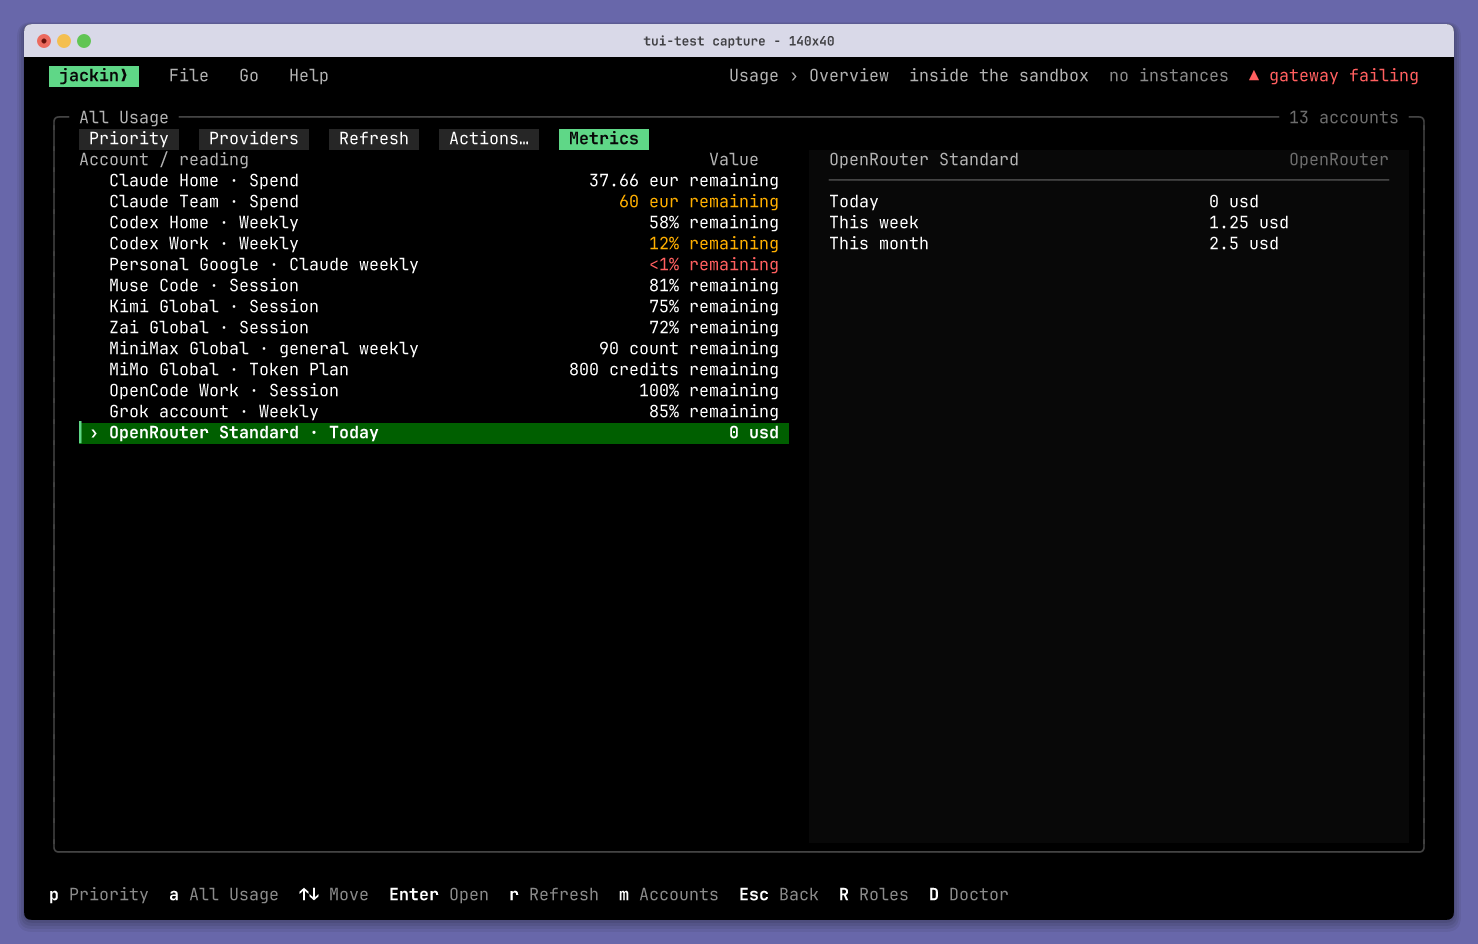 tui-test capture - 140x40
jackin❯ File Go Help Usage › Overview inside the sandbox no instances ▲ gateway failing
All Usage 13 accounts
Priority Providers Refresh Actions… Metrics
Account / reading Value OpenRouter Standard OpenRouter
Claude Home · Spend 37.66 eur remaining
Claude Team · Spend 60 eur remaining Today 0 usd
Codex Home · Weekly 58% remaining This week 1.25 usd
Codex Work · Weekly 12% remaining This month 2.5 usd
Personal Google · Claude weekly <1% remaining
Muse Code · Session 81% remaining
Kimi Global · Session 75% remaining
Zai Global · Session 72% remaining
MiniMax Global · general weekly 90 count remaining
MiMo Global · Token Plan 800 credits remaining
OpenCode Work · Session 100% remaining
Grok account · Weekly 85% remaining
› OpenRouter Standard · Today 0 usd
p Priority a All Usage ↑↓ Move Enter Open r Refresh m Accounts Esc Back R Roles D Doctor